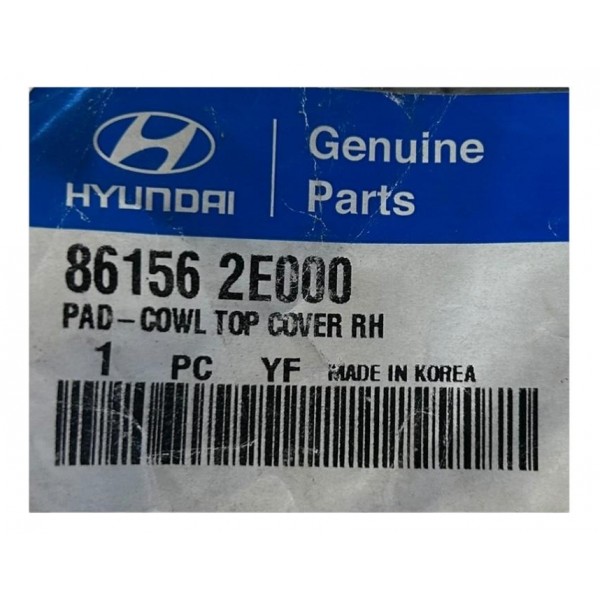 HYUNDAI
Genuine
Parts
86156 2E000
PAD-COWL TOP COVER RH
1 PC YF MADE IN KOREA